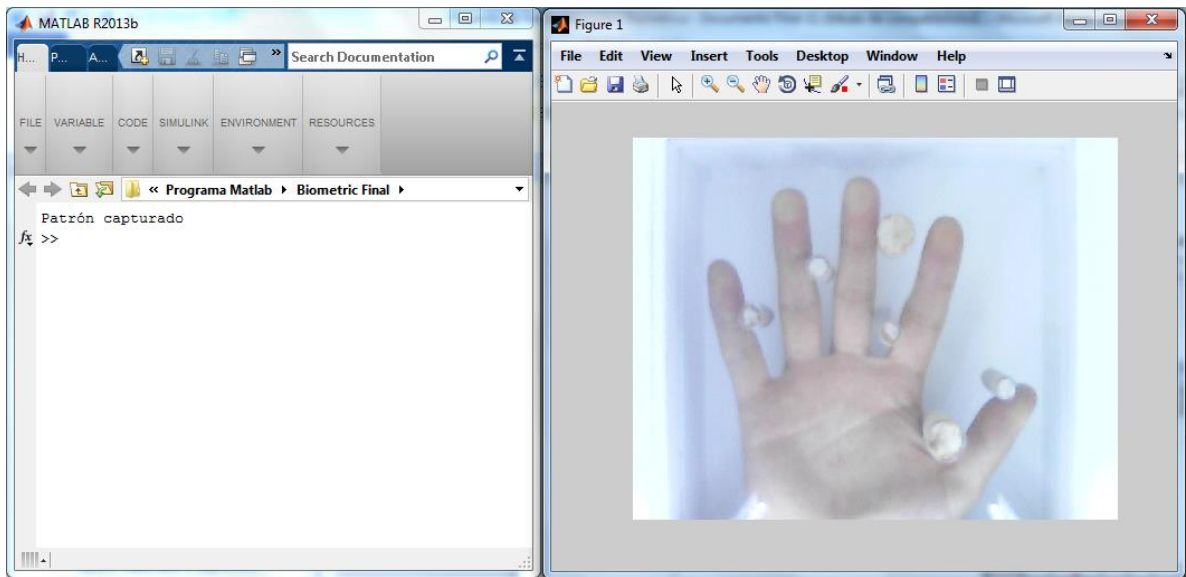 MATLAB R2013b
H... P... A... » Search Documentation
FILE VARIABLE CODE SIMULINK ENVIRONMENT RESOURCES
« Programa Matlab Biometric Final
Patrón capturado
fx >>
Figure 1
File Edit View Insert Tools Desktop Window Help